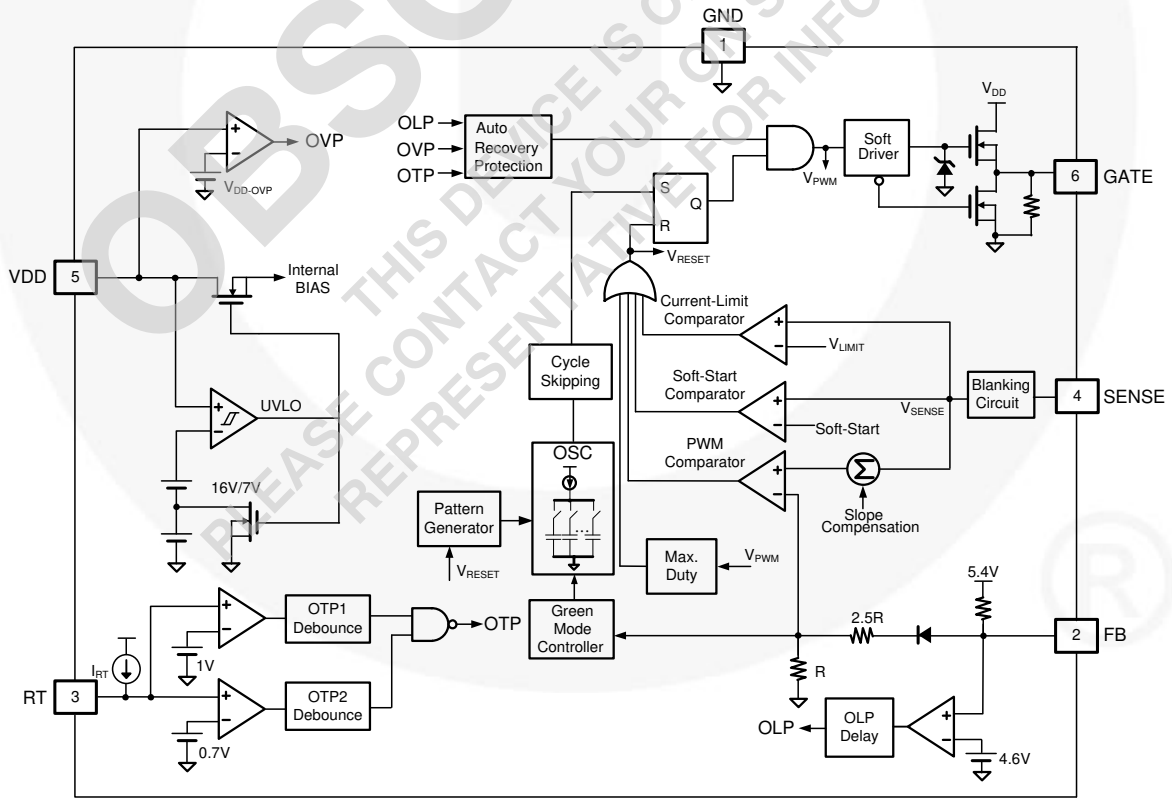 GND
1
OBS
THIS DEVICE IS O
PLEASE CONTACT YOUR ON S
REPRESENTATIVE FOR INFO
VDD
OLP
OVP
OTP
Auto
Recovery
Protection
VPWM
Soft
Driver
6
GATE
+
−
OVP
VDD-OVP
S
R
Q
VRESET
VDD
5
Internal
BIAS
Current-Limit
Comparator
+
−
VLIMIT
Cycle
Skipping
Soft-Start
Comparator
+
−
Soft-Start
VSENSE
Blanking
Circuit
4
SENSE
+
−
UVLO
16V/7V
OSC
PWM
Comparator
+
−
Σ
Slope
Compensation
Pattern
Generator
VRESET
Max.
Duty
VPWM
5.4V
RT
3
IRT
+
−
1V
OTP1
Debounce
OTP
+
−
0.7V
OTP2
Debounce
Green
Mode
Controller
2.5R
R
2
FB
OLP
OLP
Delay
+
−
4.6V
®